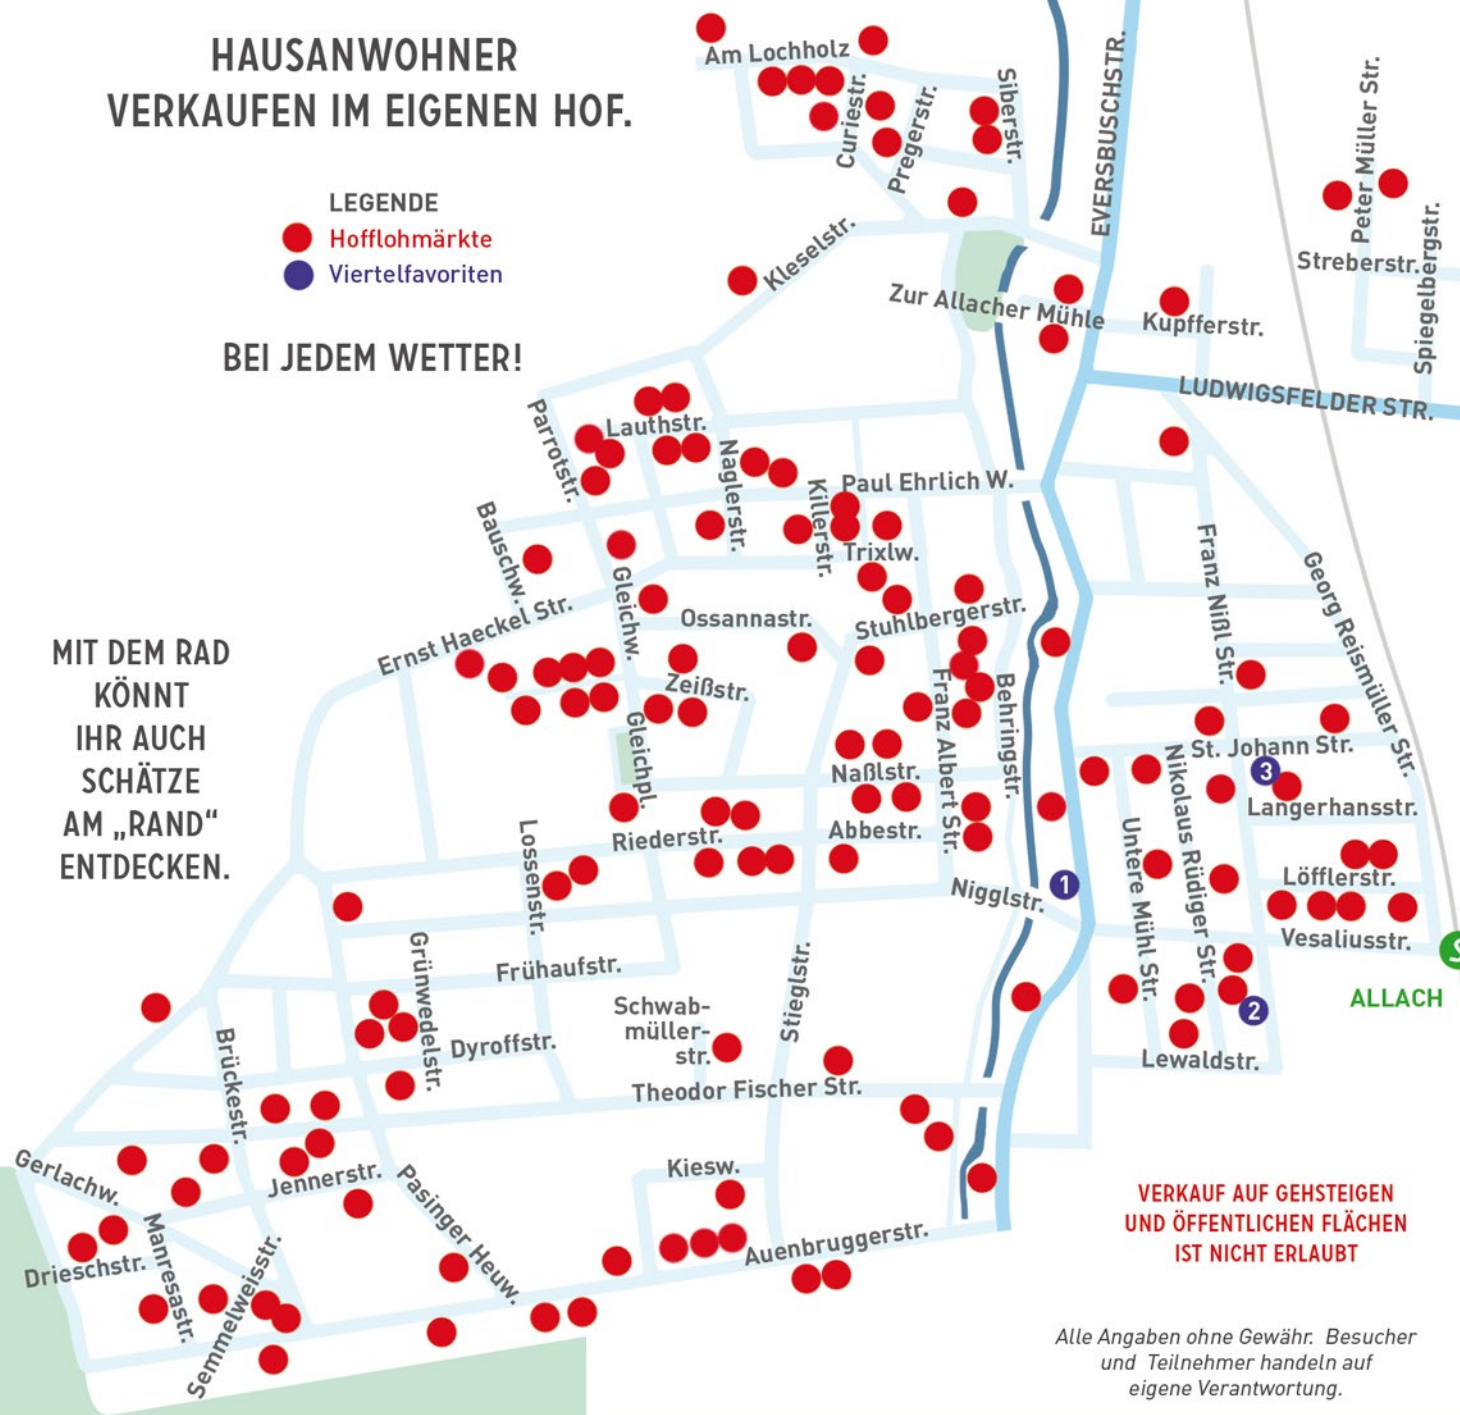 HAUSANWOHNER
VERKAUFEN IM EIGENEN HOF.
LEGENDE
Hofflohmärkte
Viertelfavoriten
BEI JEDEM WETTER!
MIT DEM RAD
KÖNNT
IHR AUCH
SCHÄTZE
AM „RAND“
ENTDECKEN.
Am Lochholz
Curiestr.
Pregerstr.
Siberstr.
EVERSBUSCHSTR.
Peter Müller Str.
Streberstr.
Spiegelbergstr.
Kleselstr.
Zur Allacher Mühle
Kupfferstr.
LUDWIGSFELDER STR.
Parrotstr.
Lauthstr.
Naglerstr.
Killerstr.
Paul Ehrlich W.
Trixlw.
Bauschw.
Gleichw.
Ernst Haeckel Str.
Ossannastr.
Stuhlbergerstr.
Franz Nißl Str.
Georg Reismüller Str.
Zeißstr.
Gleichpl.
Franz Albert Str.
Behringstr.
St. Johann Str.
3
Langerhansstr.
Naßlstr.
Abbestr.
Riederstr.
Lossenstr.
Nikolaus Rüdiger Str.
Untere Mühl Str.
Löfflerstr.
Vesaliusstr.
Nigglstr.
1
2
S
ALLACH
Lewaldstr.
Grünwedelstr.
Frühaufstr.
Schwab-
müller-
str.
Stieglstr.
Dyroffstr.
Theodor Fischer Str.
Brückestr.
Gerlachw.
Jennerstr.
Pasinger Heuw.
Kiesw.
Auenbruggerstr.
Drieschstr.
Manresastr.
Semmelweisstr.
VERKAUF AUF GEHSTEIGEN
UND ÖFFENTLICHEN FLÄCHEN
IST NICHT ERLAUBT
Alle Angaben ohne Gewähr. Besucher
und Teilnehmer handeln auf
eigene Verantwortung.